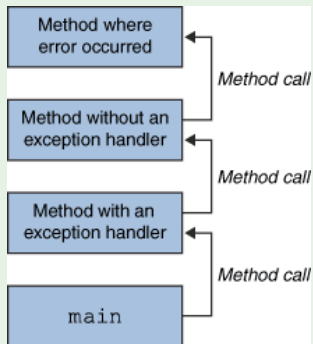 Method where
error occurred
Method call
Method without an
exception handler
Method call
Method with an
exception handler
Method call
main